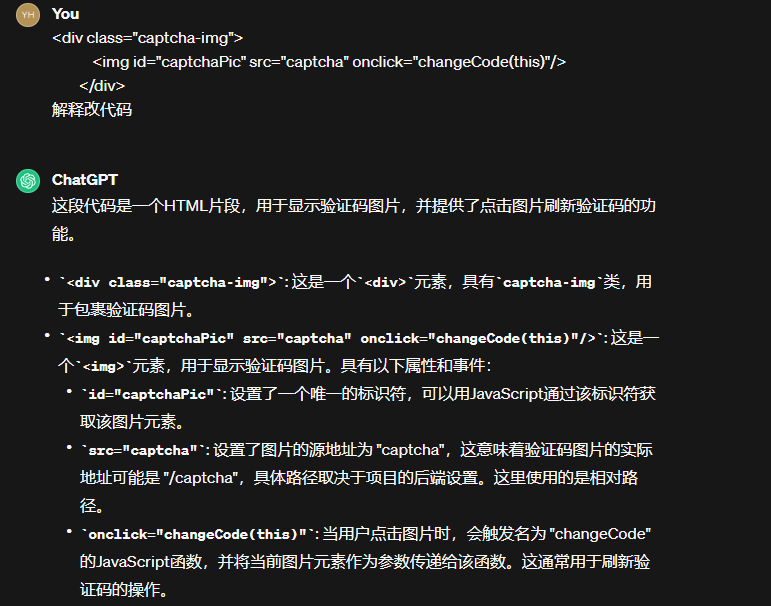 YH You
<div class="captcha-img">
<img id="captchaPic" src="captcha" onclick="changeCode(this)"/>
</div>
解释改代码
ChatGPT
这段代码是一个HTML片段，用于显示验证码图片，并提供了点击图片刷新验证码的功
能。
• `<div class="captcha-img">`: 这是一个`<div>`元素，具有`captcha-img`类，用
于包裹验证码图片。
• `<img id="captchaPic" src="captcha" onclick="changeCode(this)"/>`: 这是一
个`<img>`元素，用于显示验证码图片。具有以下属性和事件：
• `id="captchaPic"`: 设置了一个唯一的标识符，可以用JavaScript通过该标识符获
取该图片元素。
• `src="captcha"`: 设置了图片的源地址为 "captcha"，这意味着验证码图片的实际
地址可能是 "/captcha"，具体路径取决于项目的后端设置。这里使用的是相对路
径。
• `onclick="changeCode(this)"`: 当用户点击图片时，会触发名为 "changeCode"
的JavaScript函数，并将当前图片元素作为参数传递给该函数。这通常用于刷新验
证码的操作。